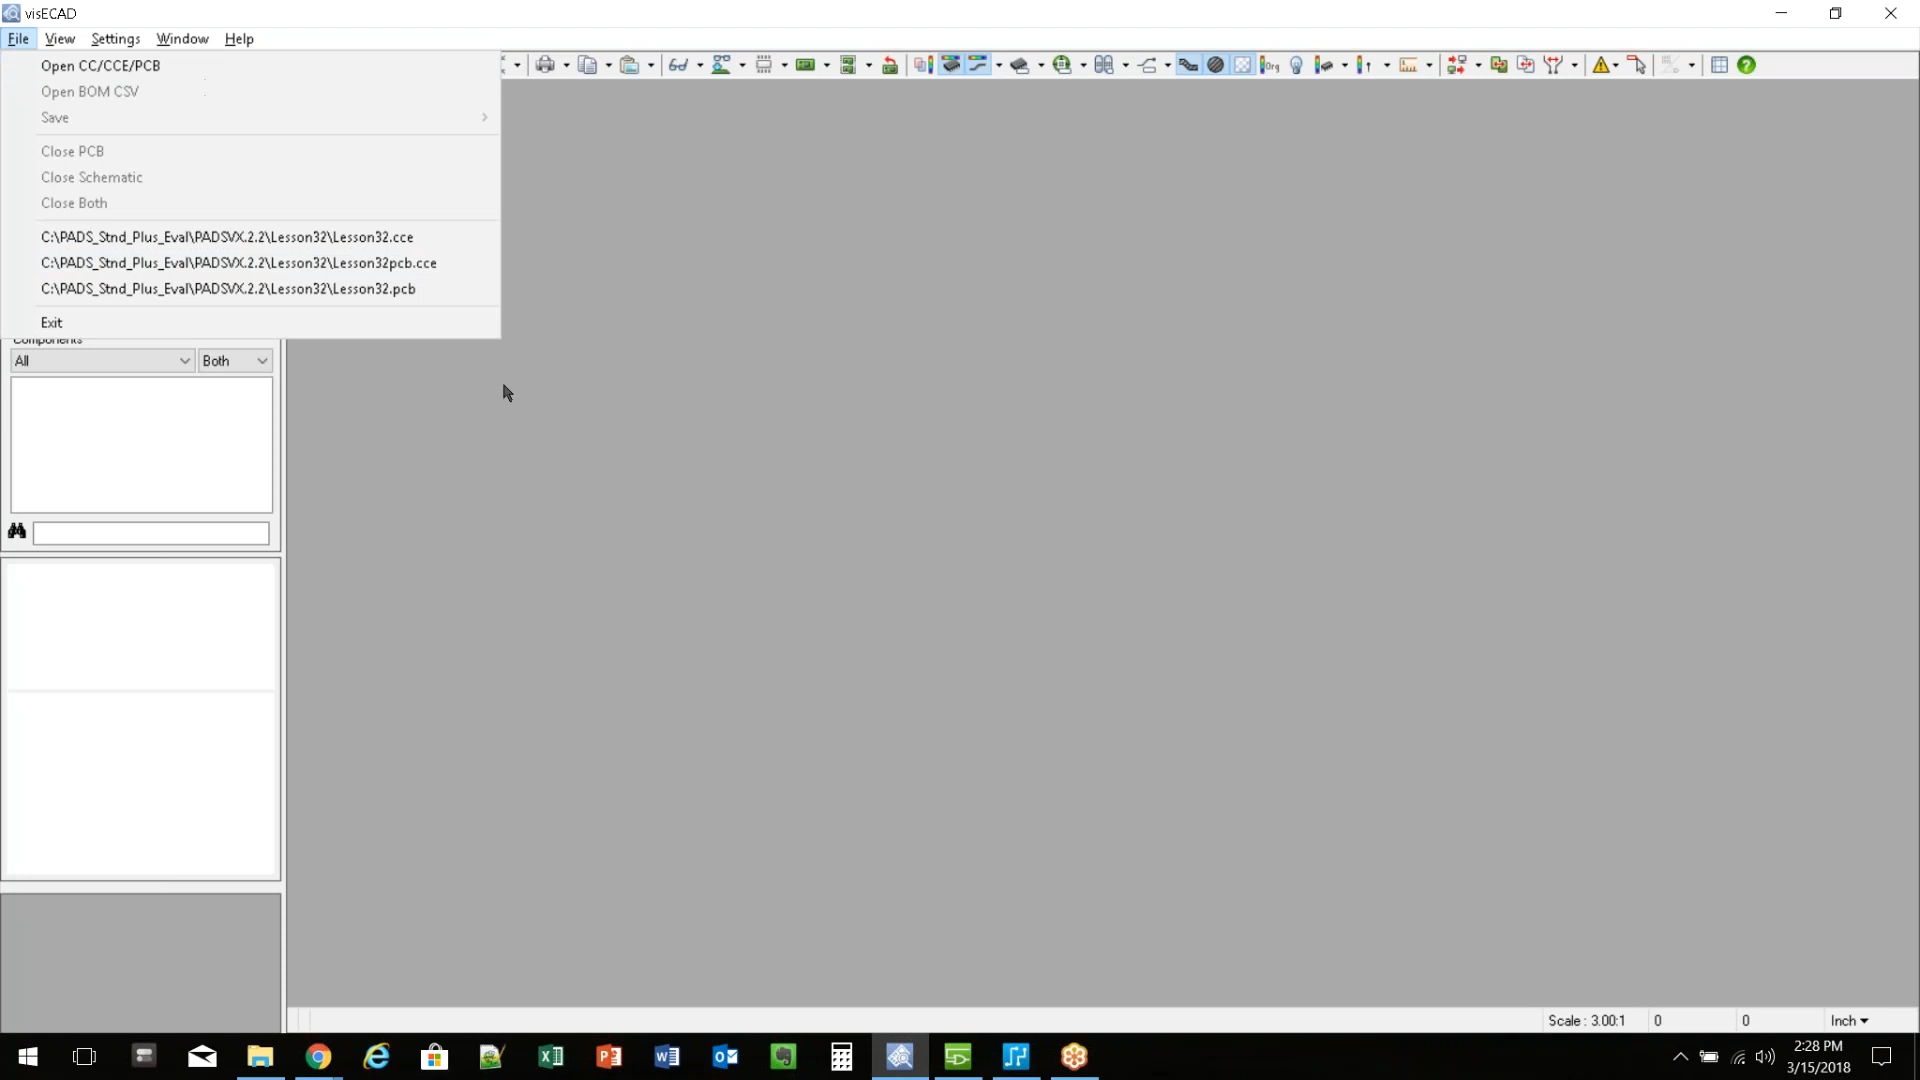 visECAD
File View Settings Window Help
Open CC/CCE/PCB
Open BOM CSV
Save
Close PCB
Close Schematic
Close Both
C:\PADS_Stnd_Plus_Eval\PADSVX.2.2\Lesson32\Lesson32.cce
C:\PADS_Stnd_Plus_Eval\PADSVX.2.2\Lesson32\Lesson32pcb.cce
C:\PADS_Stnd_Plus_Eval\PADSVX.2.2\Lesson32\Lesson32.pcb
Exit
Components
All Both
Scale : 3.00:1 0 0 Inch
2:28 PM
3/15/2018